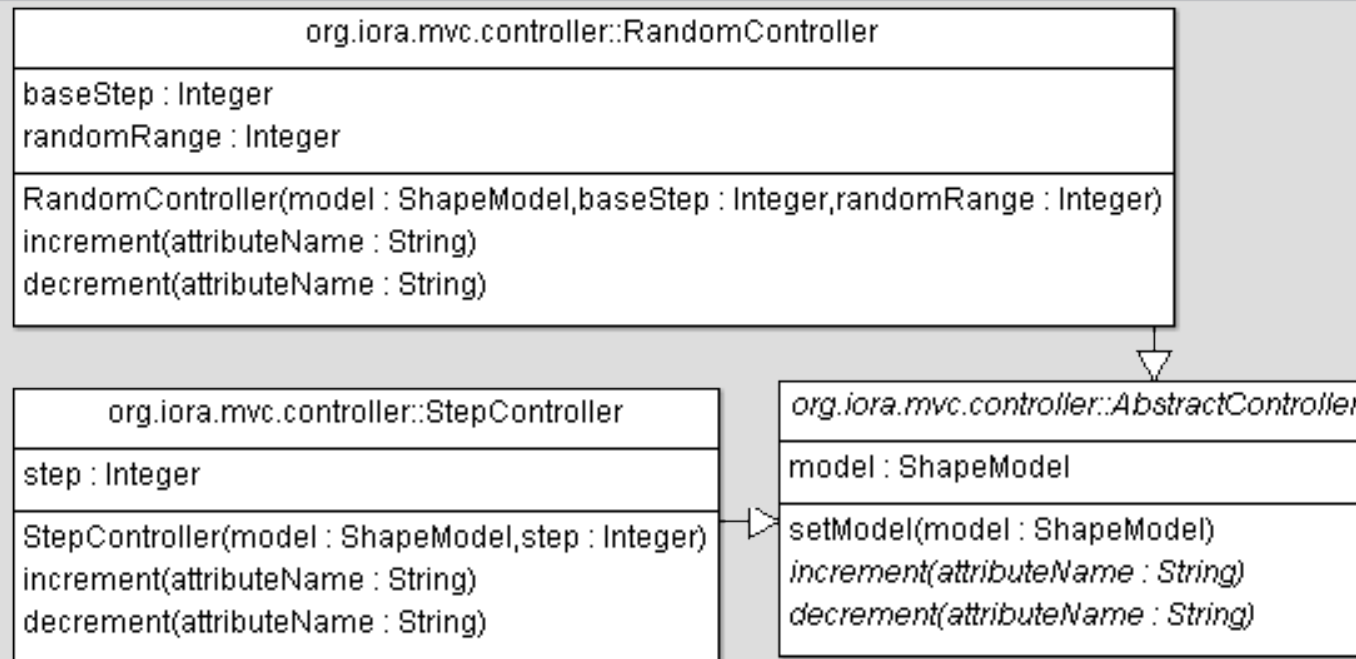 org.iora.mvc.controller::RandomController
baseStep : Integer
randomRange : Integer
RandomController(model : ShapeModel,baseStep : Integer,randomRange : Integer)
increment(attributeName : String)
decrement(attributeName : String)
org.iora.mvc.controller::StepController
step : Integer
StepController(model : ShapeModel,step : Integer)
increment(attributeName : String)
decrement(attributeName : String)
org.iora.mvc.controller::AbstractController
model : ShapeModel
setModel(model : ShapeModel)
increment(attributeName : String)
decrement(attributeName : String)